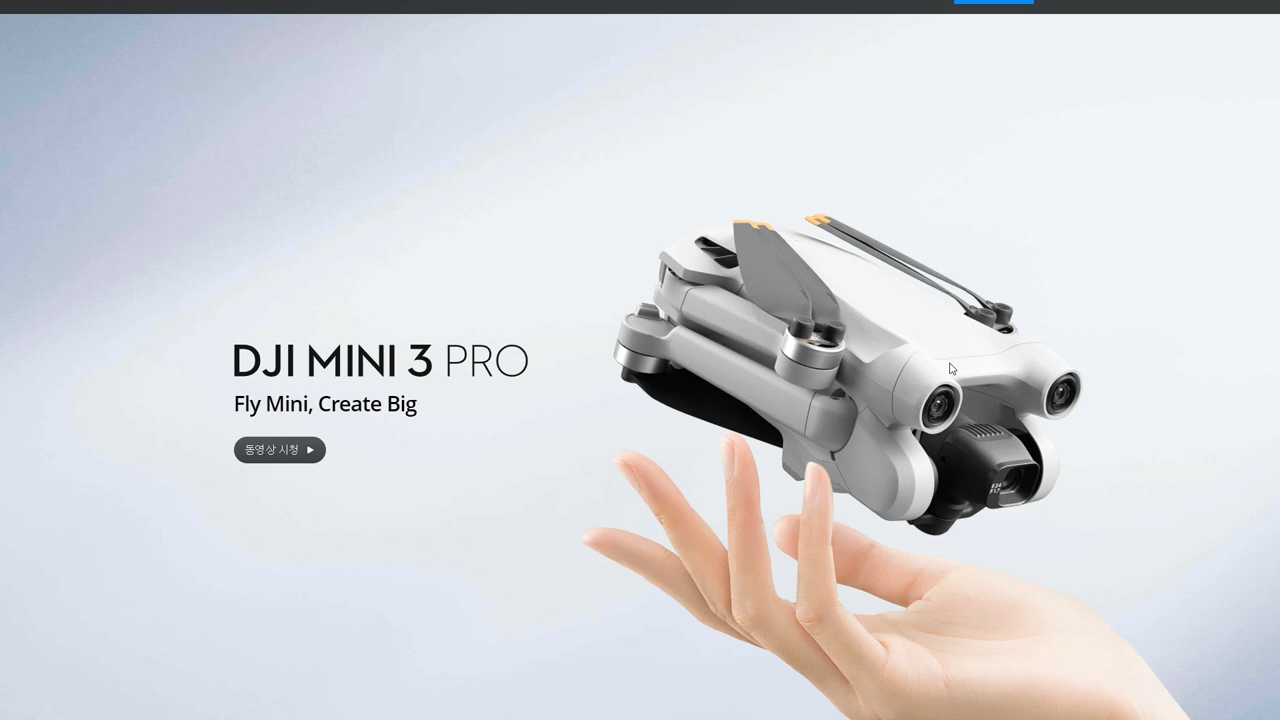 DJI MINI 3 PRO
Fly Mini, Create Big
동영상 시청